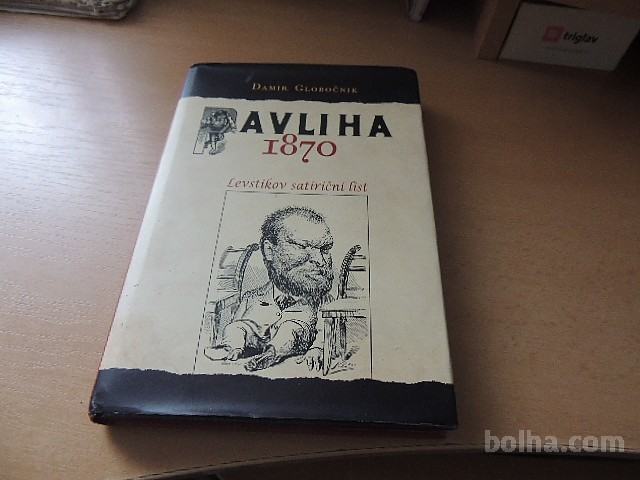 triglav
DAMIR GLOBOČNIK
PAVLIHA
1870
Levstikov satirični list
bolha.com